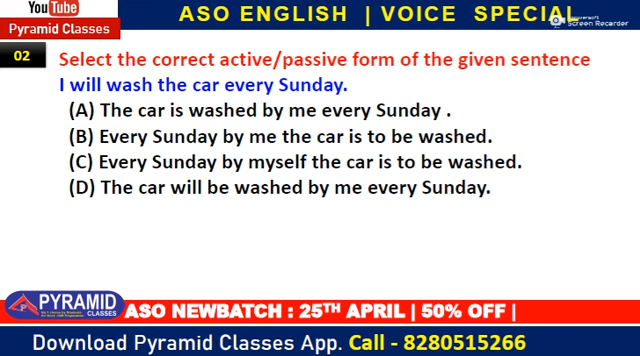 YouTube
Pyramid Classes
ASO ENGLISH | VOICE SPECIAL
Screen Recorder
02
Select the correct active/passive form of the given sentence
I will wash the car every Sunday.
(A) The car is washed by me every Sunday .
(B) Every Sunday by me the car is to be washed.
(C) Every Sunday by myself the car is to be washed.
(D) The car will be washed by me every Sunday.
PYRAMID
CLASSES
ASO NEWBATCH : 25TH APRIL | 50% OFF |
Download Pyramid Classes App. Call - 8280515266